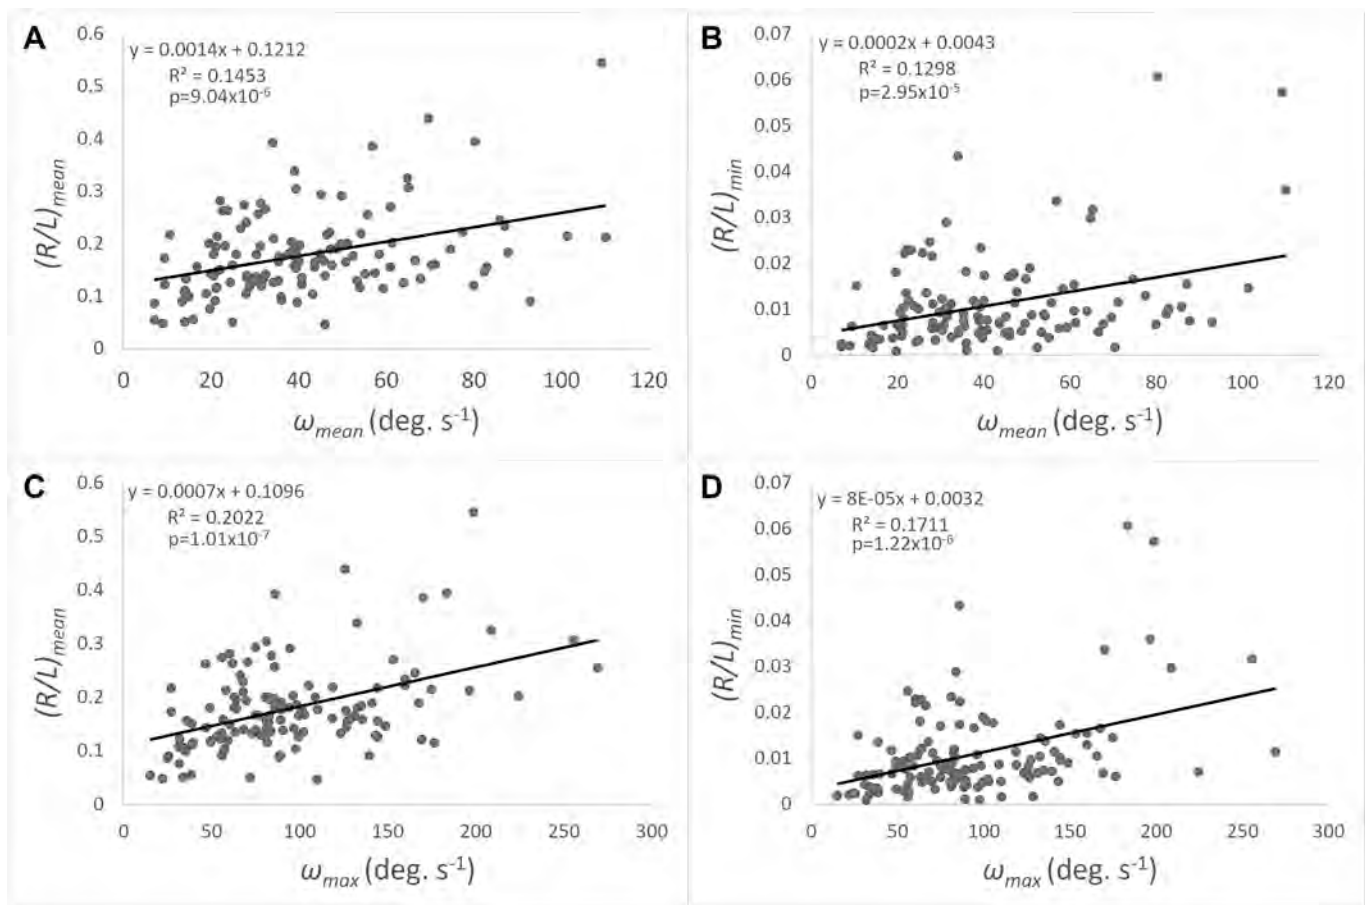 A
y = 0.0014x + 0.1212
R² = 0.1453
p=9.04x10⁻⁶
0.6
0.5
0.4
0.3
0.2
0.1
0
(R/L)mean
0 20 40 60 80 100 120
ωmean (deg. s⁻¹)
B
y = 0.0002x + 0.0043
R² = 0.1298
p=2.95x10⁻⁵
0.07
0.06
0.05
0.04
0.03
0.02
0.01
0
(R/L)min
0 20 40 60 80 100 120
ωmean (deg. s⁻¹)
C
y = 0.0007x + 0.1096
R² = 0.2022
p=1.01x10⁻⁷
0.6
0.5
0.4
0.3
0.2
0.1
0
(R/L)mean
0 50 100 150 200 250 300
ωmax (deg. s⁻¹)
D
y = 8E-05x + 0.0032
R² = 0.1711
p=1.22x10⁻⁶
0.07
0.06
0.05
0.04
0.03
0.02
0.01
0
(R/L)min
0 50 100 150 200 250 300
ωmax (deg. s⁻¹)